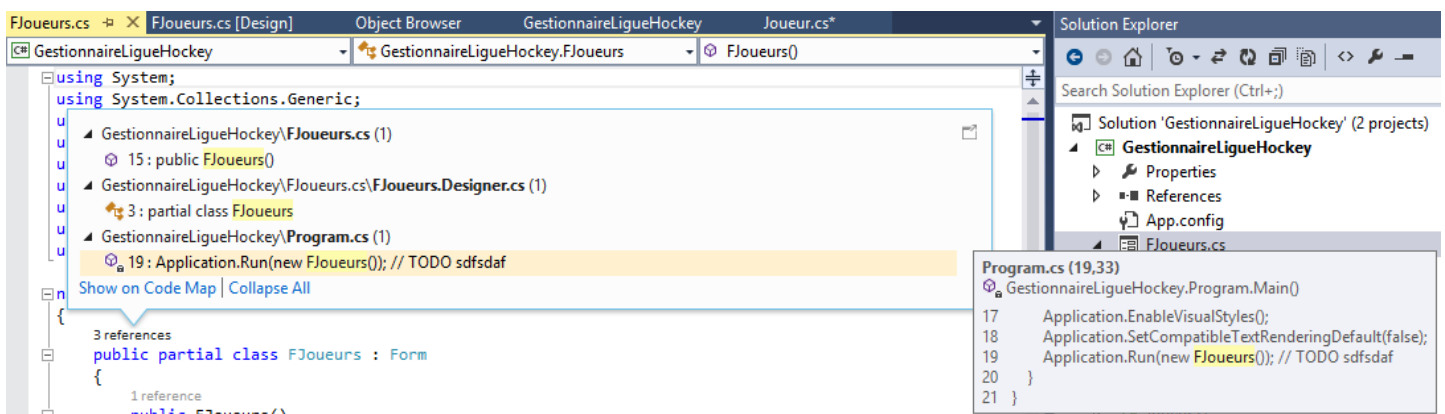 FJoueurs.cs FJoueurs.cs [Design] Object Browser GestionnaireLigueHockey Joueur.cs*
GestionnaireLigueHockey GestionnaireLigueHockey.FJoueurs FJoueurs()
using System;
using System.Collections.Generic;
u
GestionnaireLigueHockey\FJoueurs.cs (1)
u
15 : public FJoueurs()
u
GestionnaireLigueHockey\FJoueurs.cs\FJoueurs.Designer.cs (1)
u
3 : partial class FJoueurs
u
GestionnaireLigueHockey\Program.cs (1)
u
19 : Application.Run(new FJoueurs()); // TODO sdfsdaf
u
Show on Code Map | Collapse All
n
{
3 references
public partial class FJoueurs : Form
{
1 reference
public FJoueurs()
Solution Explorer
Search Solution Explorer (Ctrl+;)
Solution 'GestionnaireLigueHockey' (2 projects)
C# GestionnaireLigueHockey
Properties
References
App.config
FJoueurs.cs
Program.cs (19,33)
GestionnaireLigueHockey.Program.Main()
17 Application.EnableVisualStyles();
18 Application.SetCompatibleTextRenderingDefault(false);
19 Application.Run(new FJoueurs()); // TODO sdfsdaf
20 }
21 }